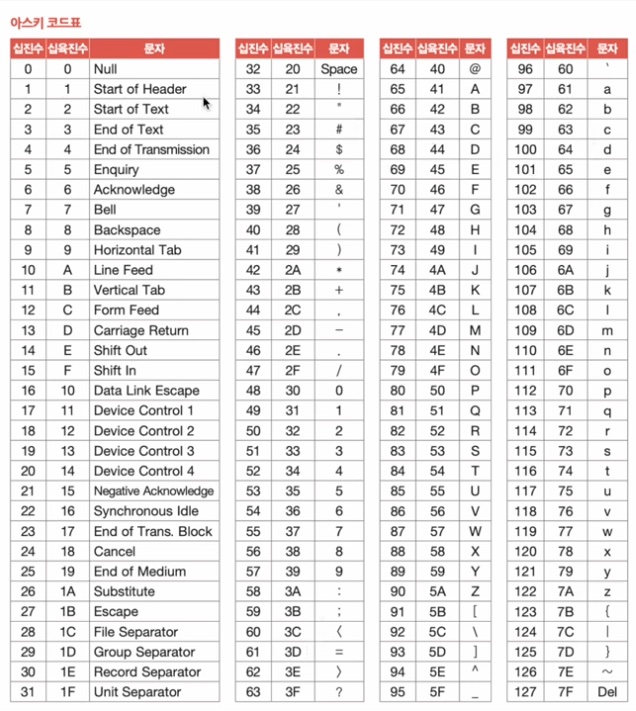 아스키 코드표
십진수 십육진수 문자 십진수 십육진수 문자 십진수 십육진수 문자 십진수 십육진수 문자
0 0 Null 32 20 Space 64 40 @ 96 60 `
1 1 Start of Header 33 21 ! 65 41 A 97 61 a
2 2 Start of Text 34 22 " 66 42 B 98 62 b
3 3 End of Text 35 23 # 67 43 C 99 63 c
4 4 End of Transmission 36 24 $ 68 44 D 100 64 d
5 5 Enquiry 37 25 % 69 45 E 101 65 e
6 6 Acknowledge 38 26 & 70 46 F 102 66 f
7 7 Bell 39 27 ' 71 47 G 103 67 g
8 8 Backspace 40 28 ( 72 48 H 104 68 h
9 9 Horizontal Tab 41 29 ) 73 49 I 105 69 i
10 A Line Feed 42 2A * 74 4A J 106 6A j
11 B Vertical Tab 43 2B + 75 4B K 107 6B k
12 C Form Feed 44 2C , 76 4C L 108 6C l
13 D Carriage Return 45 2D − 77 4D M 109 6D m
14 E Shift Out 46 2E . 78 4E N 110 6E n
15 F Shift In 47 2F / 79 4F O 111 6F o
16 10 Data Link Escape 48 30 0 80 50 P 112 70 p
17 11 Device Control 1 49 31 1 81 51 Q 113 71 q
18 12 Device Control 2 50 32 2 82 52 R 114 72 r
19 13 Device Control 3 51 33 3 83 53 S 115 73 s
20 14 Device Control 4 52 34 4 84 54 T 116 74 t
21 15 Negative Acknowledge 53 35 5 85 55 U 117 75 u
22 16 Synchronous Idle 54 36 6 86 56 V 118 76 v
23 17 End of Trans. Block 55 37 7 87 57 W 119 77 w
24 18 Cancel 56 38 8 88 58 X 120 78 x
25 19 End of Medium 57 39 9 89 59 Y 121 79 y
26 1A Substitute 58 3A : 90 5A Z 122 7A z
27 1B Escape 59 3B ; 91 5B [ 123 7B {
28 1C File Separator 60 3C 〈 92 5C \ 124 7C |
29 1D Group Separator 61 3D = 93 5D ] 125 7D }
30 1E Record Separator 62 3E 〉 94 5E ^ 126 7E ～
31 1F Unit Separator 63 3F ? 95 5F _ 127 7F Del